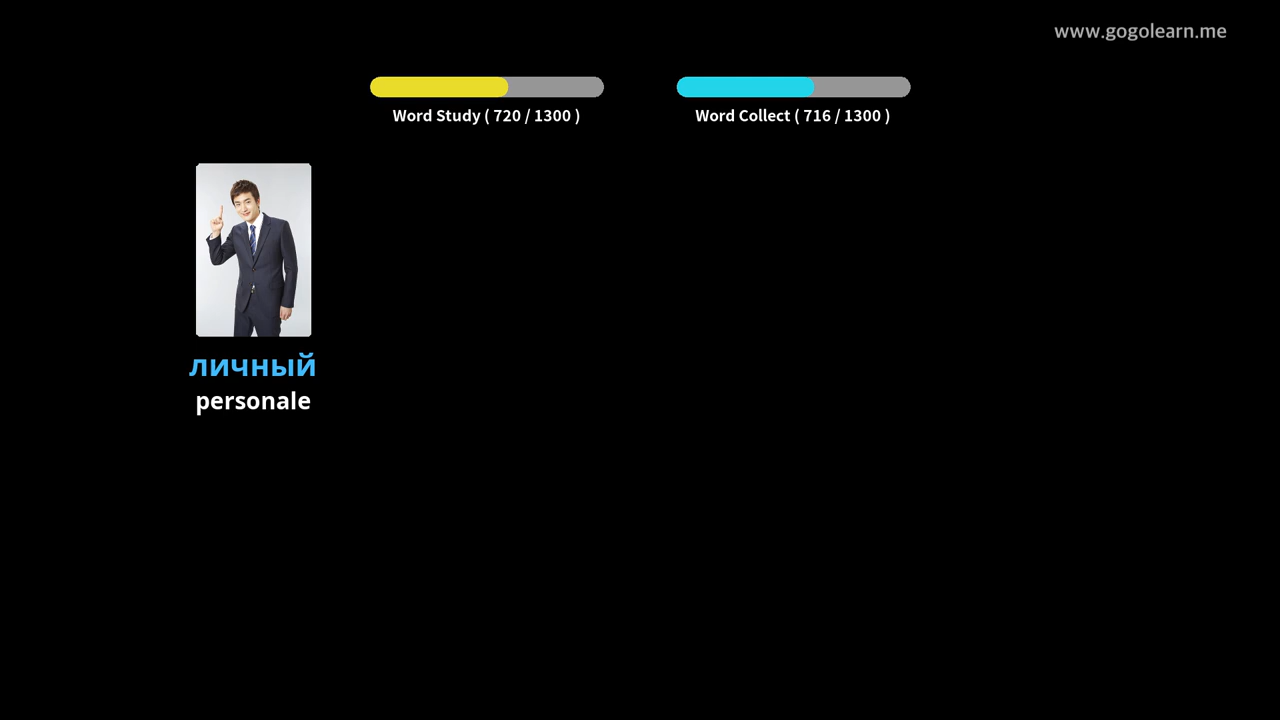 www.gogolearn.me
Word Study ( 720 / 1300 )
Word Collect ( 716 / 1300 )
личный
personale